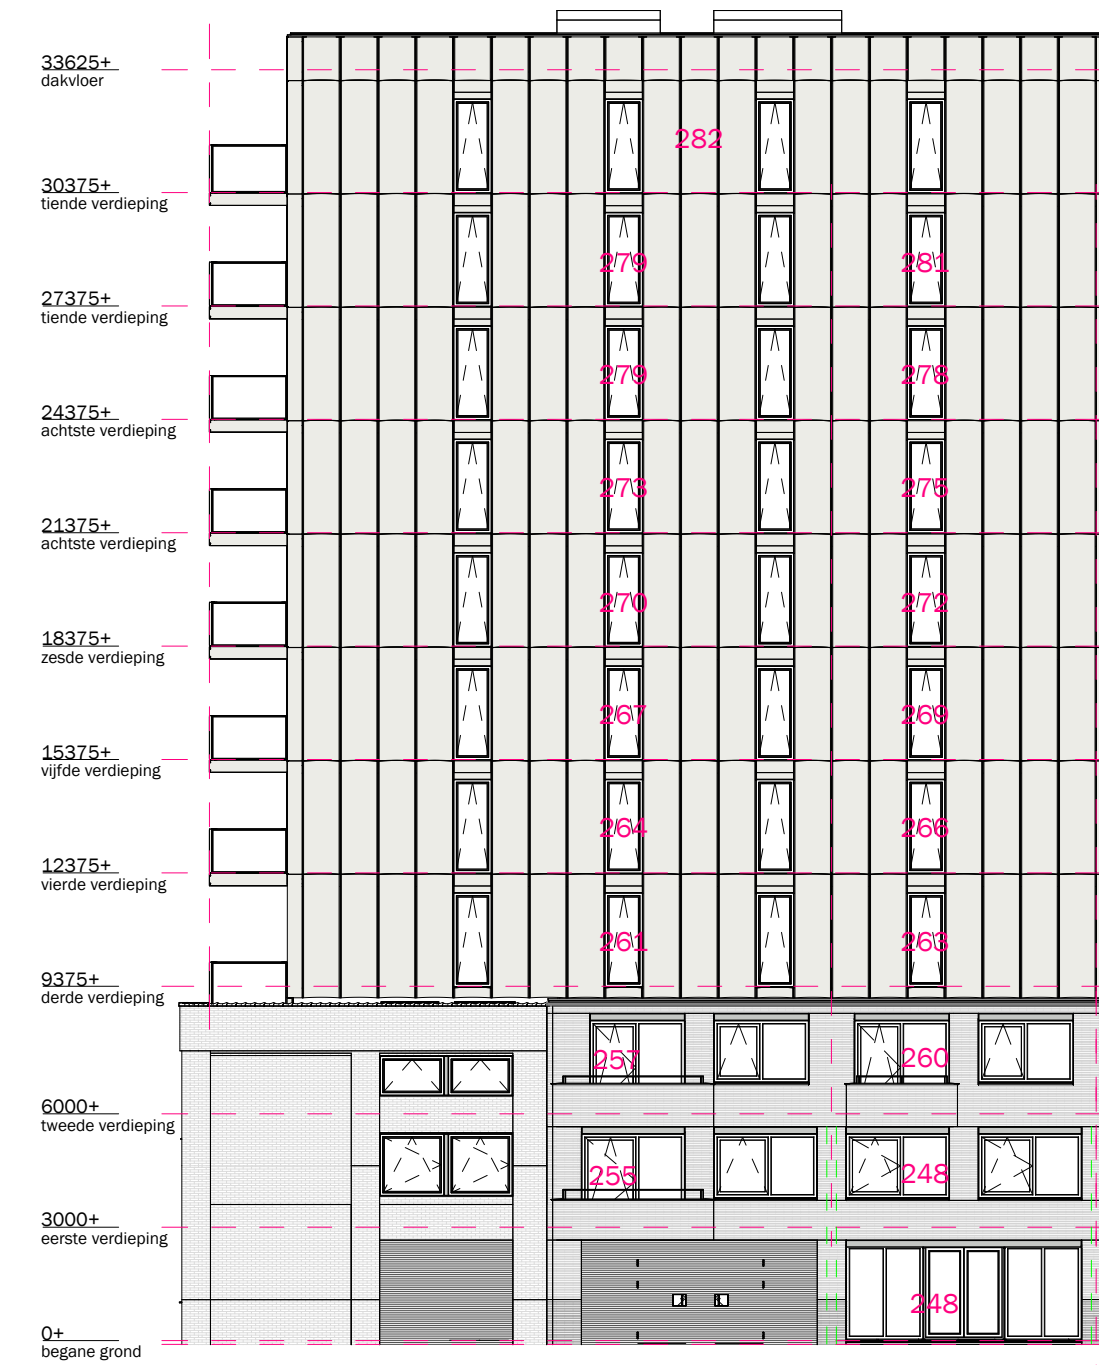 33625+
dakvloer
282
30375+
tiende verdieping
279
281
27375+
tiende verdieping
279
278
24375+
achtste verdieping
273
275
21375+
achtste verdieping
270
272
18375+
zesde verdieping
267
269
15375+
vijfde verdieping
264
266
12375+
vierde verdieping
261
263
9375+
derde verdieping
257
260
6000+
tweede verdieping
255
248
3000+
eerste verdieping
248
0+
begane grond